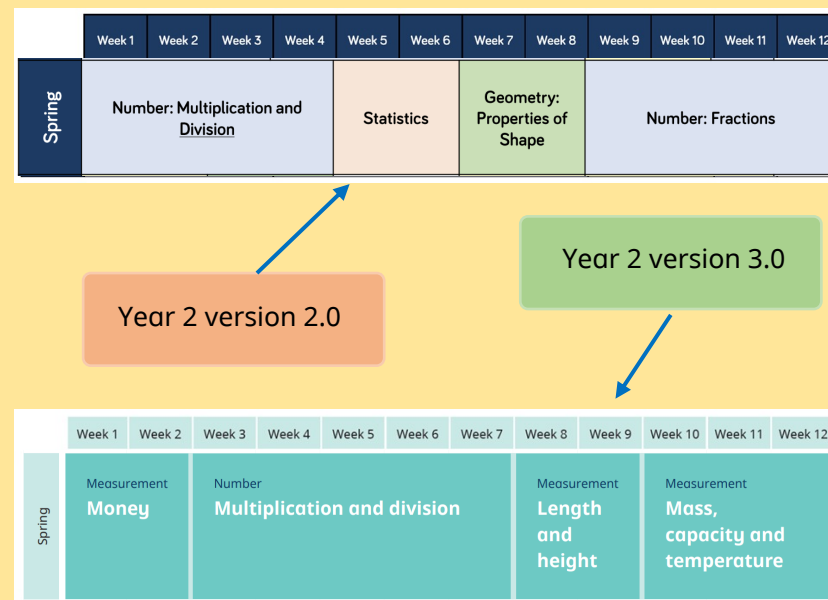 Week 1 Week 2 Week 3 Week 4 Week 5 Week 6 Week 7 Week 8 Week 9 Week 10 Week 11 Week 12
Spring
Number: Multiplication and
Division
Statistics
Geometry:
Properties of
Shape
Number: Fractions
Year 2 version 3.0
Year 2 version 2.0
Week 1 Week 2 Week 3 Week 4 Week 5 Week 6 Week 7 Week 8 Week 9 Week 10 Week 11 Week 12
Spring
Measurement
Money
Number
Multiplication and division
Measurement
Length
and
height
Measurement
Mass,
capacity and
temperature